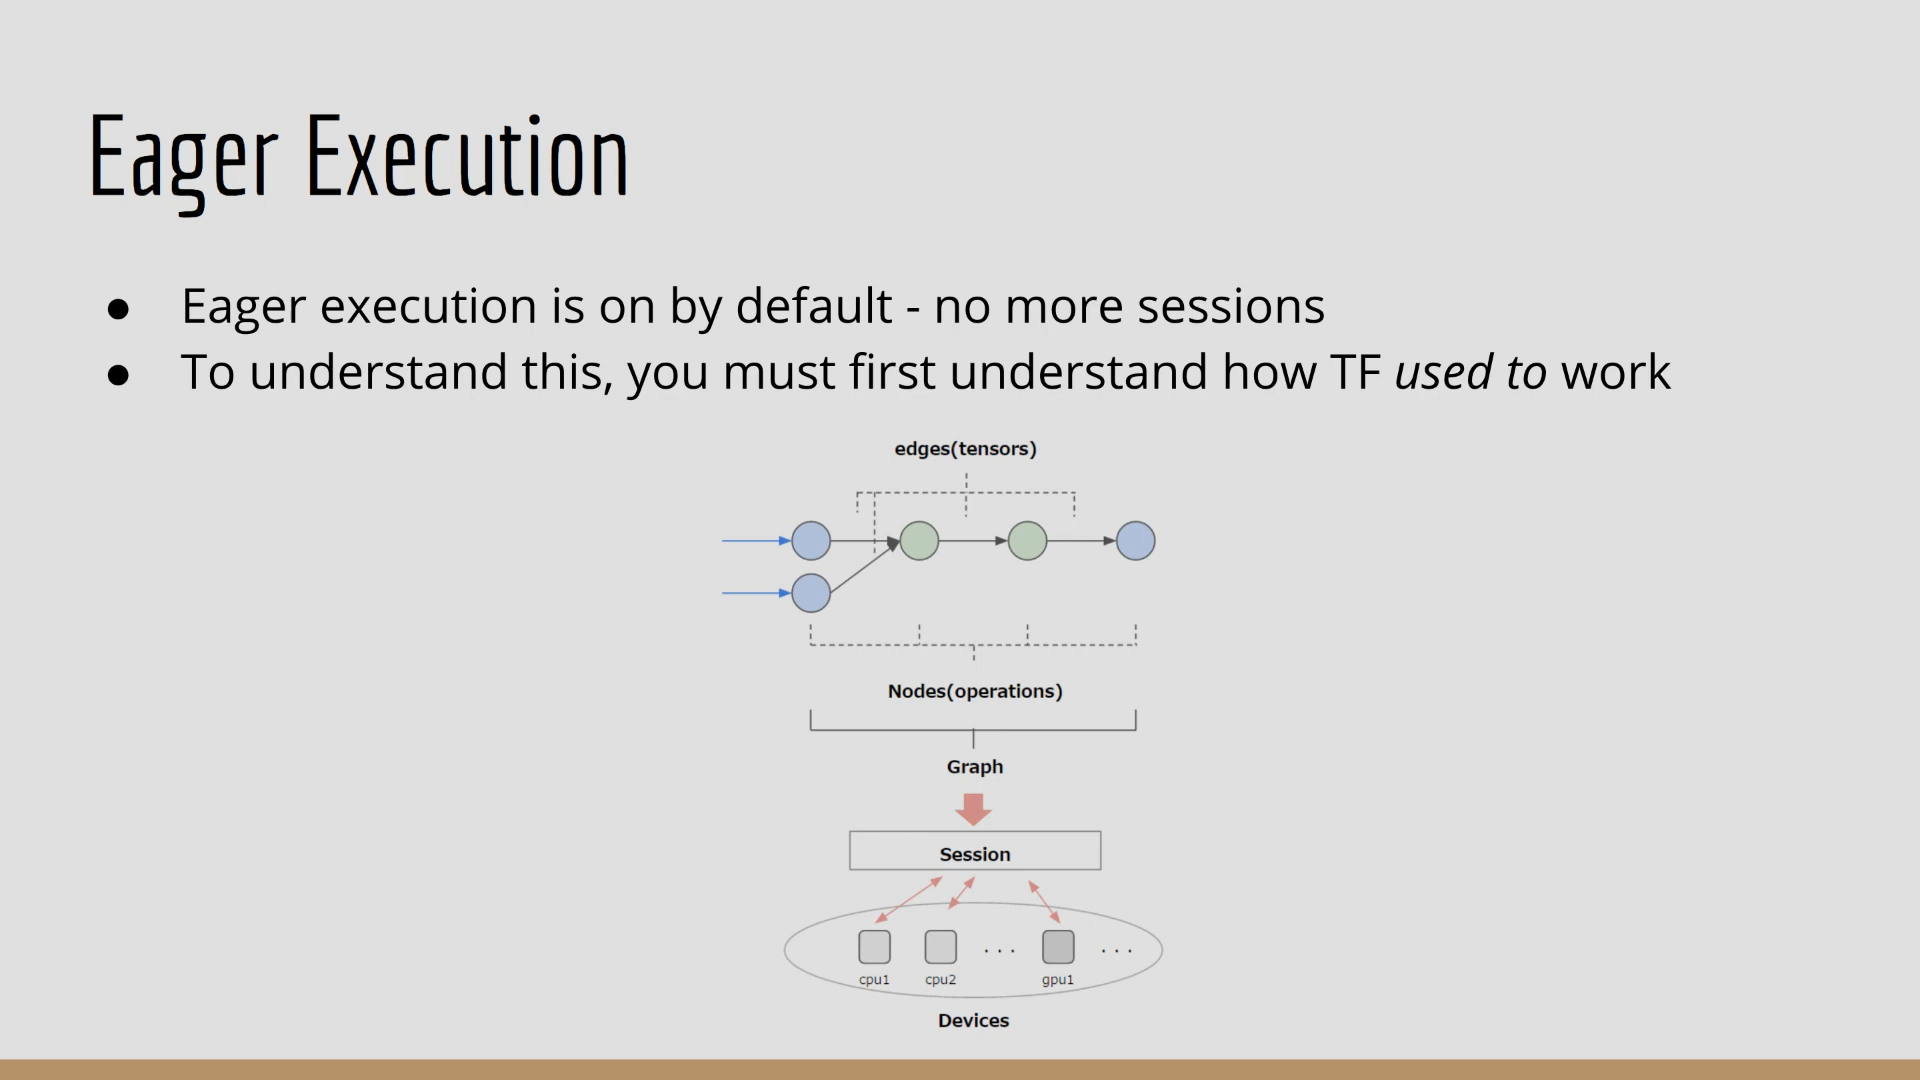 Eager Execution
● Eager execution is on by default - no more sessions
● To understand this, you must first understand how TF used to work
edges(tensors)
Nodes(operations)
Graph
Session
cpu1 cpu2 ... gpu1 ...
Devices